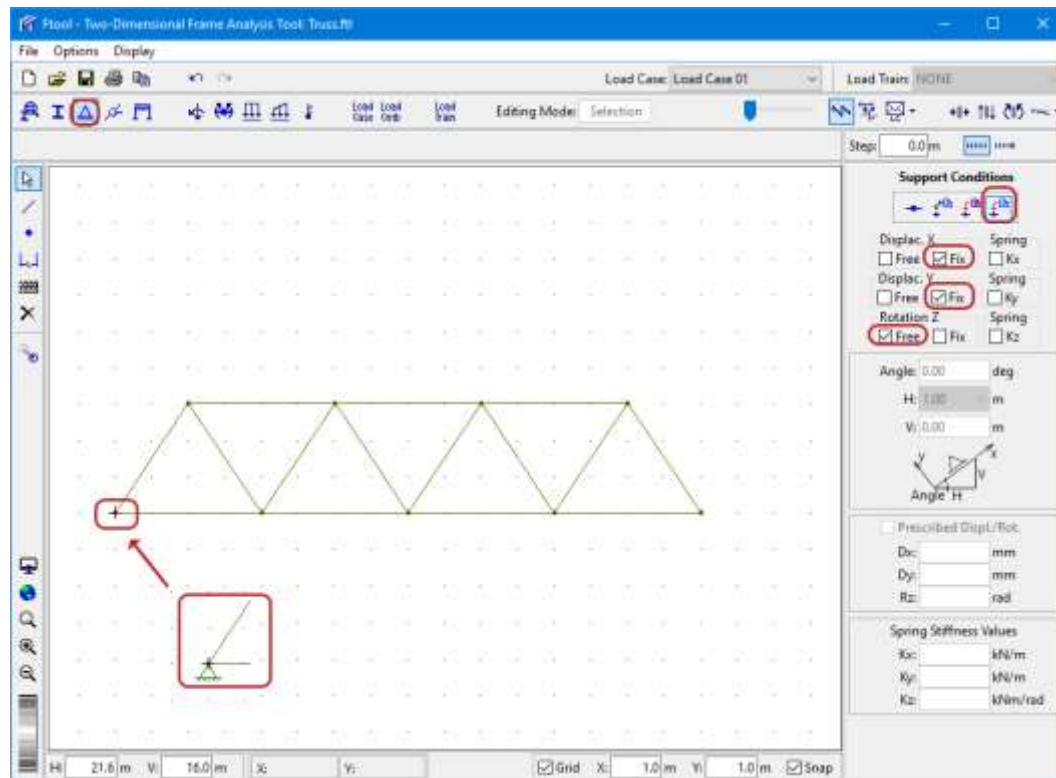 Ftool - Two-Dimensional Frame Analysis Tool: Truss.ftl
File Options Display
Load Case: Load Case 01
Load Train: NONE
Load Case Load Comb Load Train
Editing Mode: Selection
Step: 0.0 m
Support Conditions
Displac. X Spring
Free Fix Kx
Displac. Y Spring
Free Fix Ky
Rotation Z Spring
Free Fix Kz
Angle: 0.00 deg
H: 1.00 m
V: 0.00 m
y x
V
Angle H
Prescribed Displ./Rot.
Dx: mm
Dy: mm
Rz: rad
Spring Stiffness Values
Kx: kN/m
Ky: kN/m
Kz: kNm/rad
H: 21.6 m V: 16.0 m X: Y: Grid X: 1.0 m Y: 1.0 m Snap